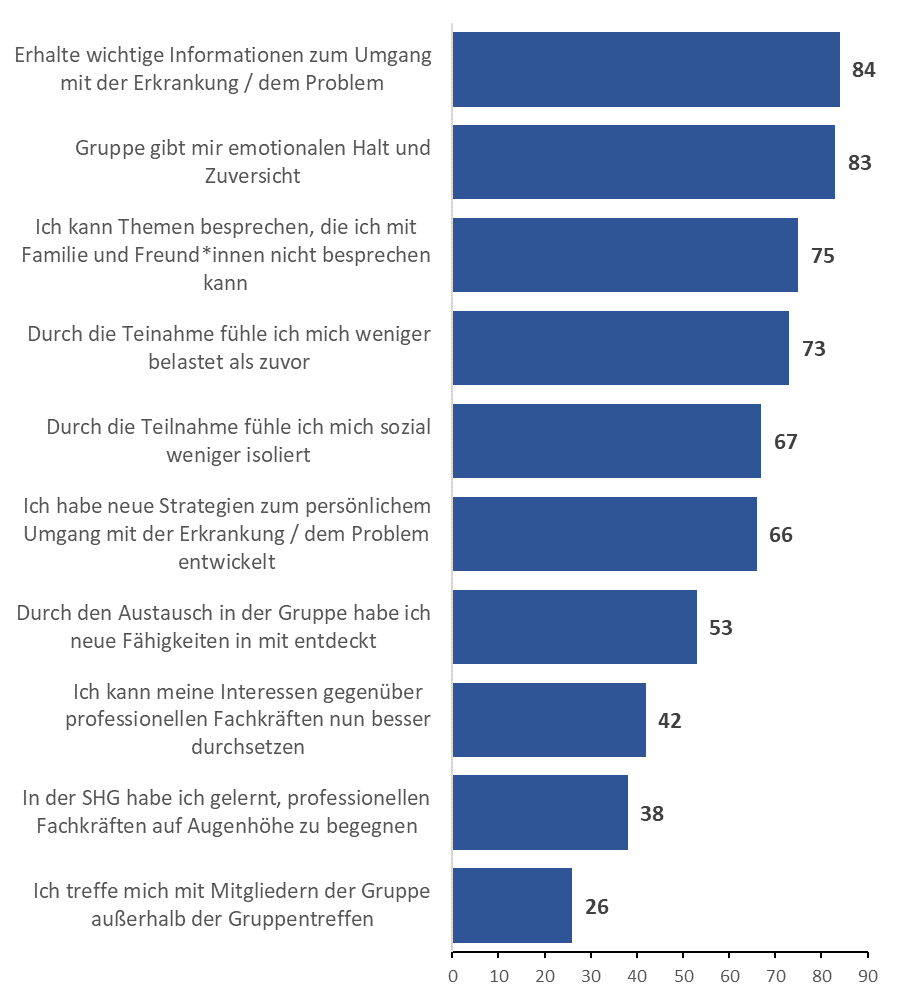 Erhalte wichtige Informationen zum Umgang
mit der Erkrankung / dem Problem
84
Gruppe gibt mir emotionalen Halt und
Zuversicht
83
Ich kann Themen besprechen, die ich mit
Familie und Freund*innen nicht besprechen
kann
75
Durch die Teinahme fühle ich mich weniger
belastet als zuvor
73
Durch die Teilnahme fühle ich mich sozial
weniger isoliert
67
Ich habe neue Strategien zum persönlichem
Umgang mit der Erkrankung / dem Problem
entwickelt
66
Durch den Austausch in der Gruppe habe ich
neue Fähigkeiten in mit entdeckt
53
Ich kann meine Interessen gegenüber
professionellen Fachkräften nun besser
durchsetzen
42
In der SHG habe ich gelernt, professionellen
Fachkräften auf Augenhöhe zu begegnen
38
Ich treffe mich mit Mitgliedern der Gruppe
außerhalb der Gruppentreffen
26
0 10 20 30 40 50 60 70 80 90